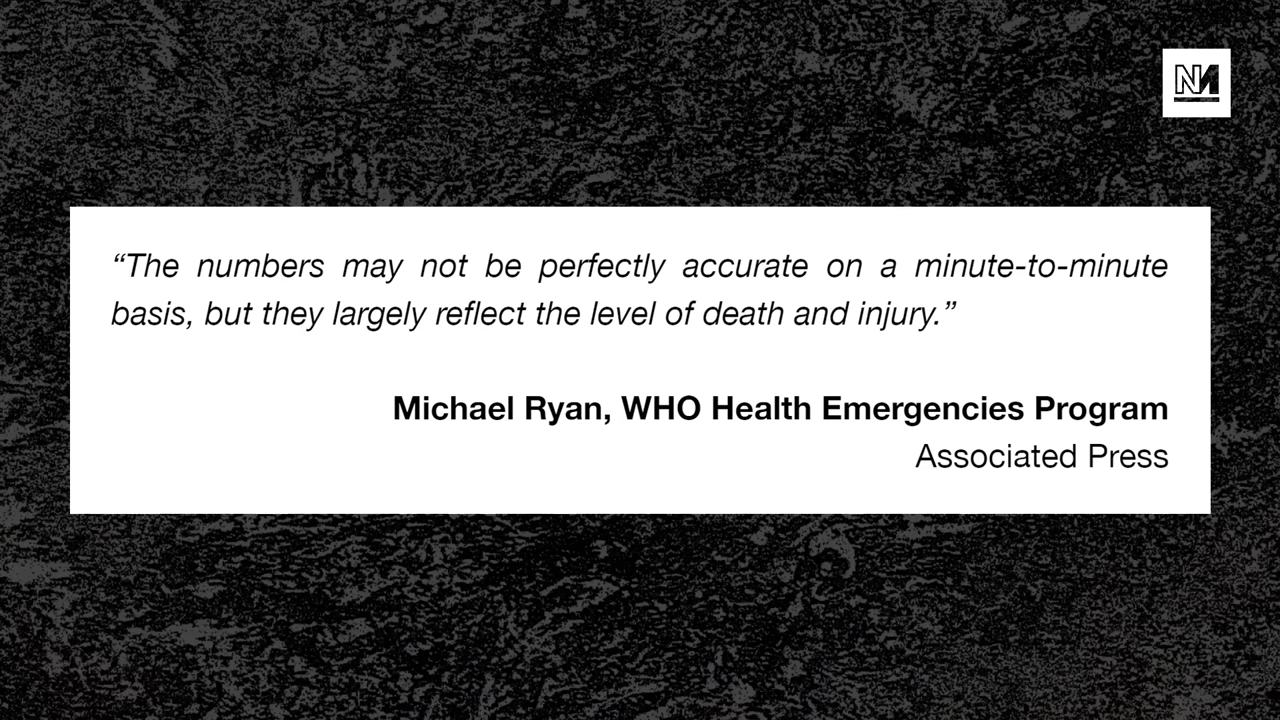 “The numbers may not be perfectly accurate on a minute-to-minute
basis, but they largely reflect the level of death and injury.”
Michael Ryan, WHO Health Emergencies Program
Associated Press
NM